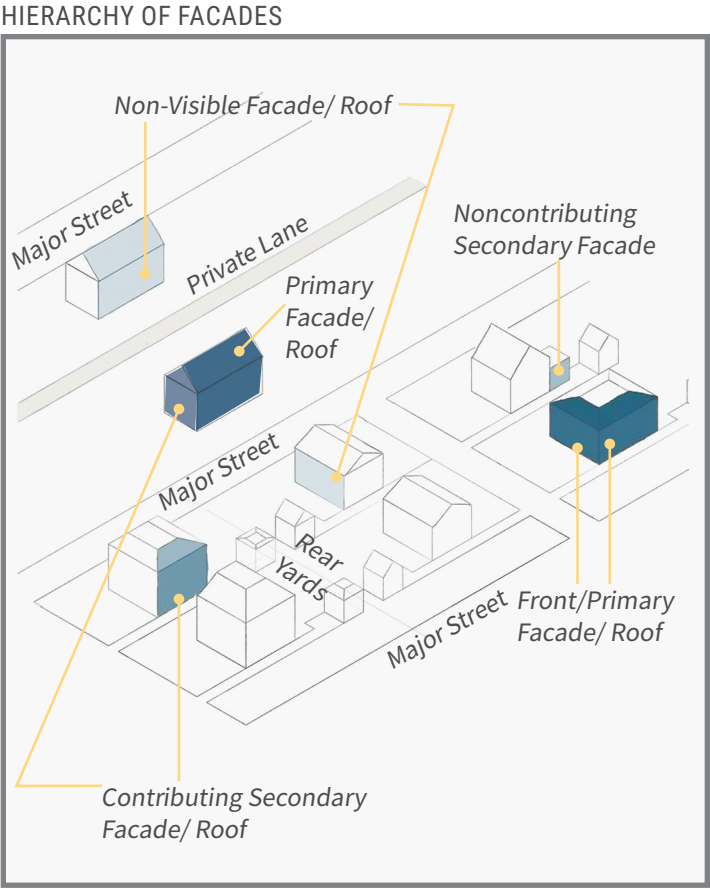 HIERARCHY OF FACADES
Non-Visible Facade/ Roof
Major Street
Private Lane
Noncontributing
Secondary Facade
Primary
Facade/
Roof
Major Street
Rear
Yards
Major Street
Front/Primary
Facade/ Roof
Contributing Secondary
Facade/ Roof